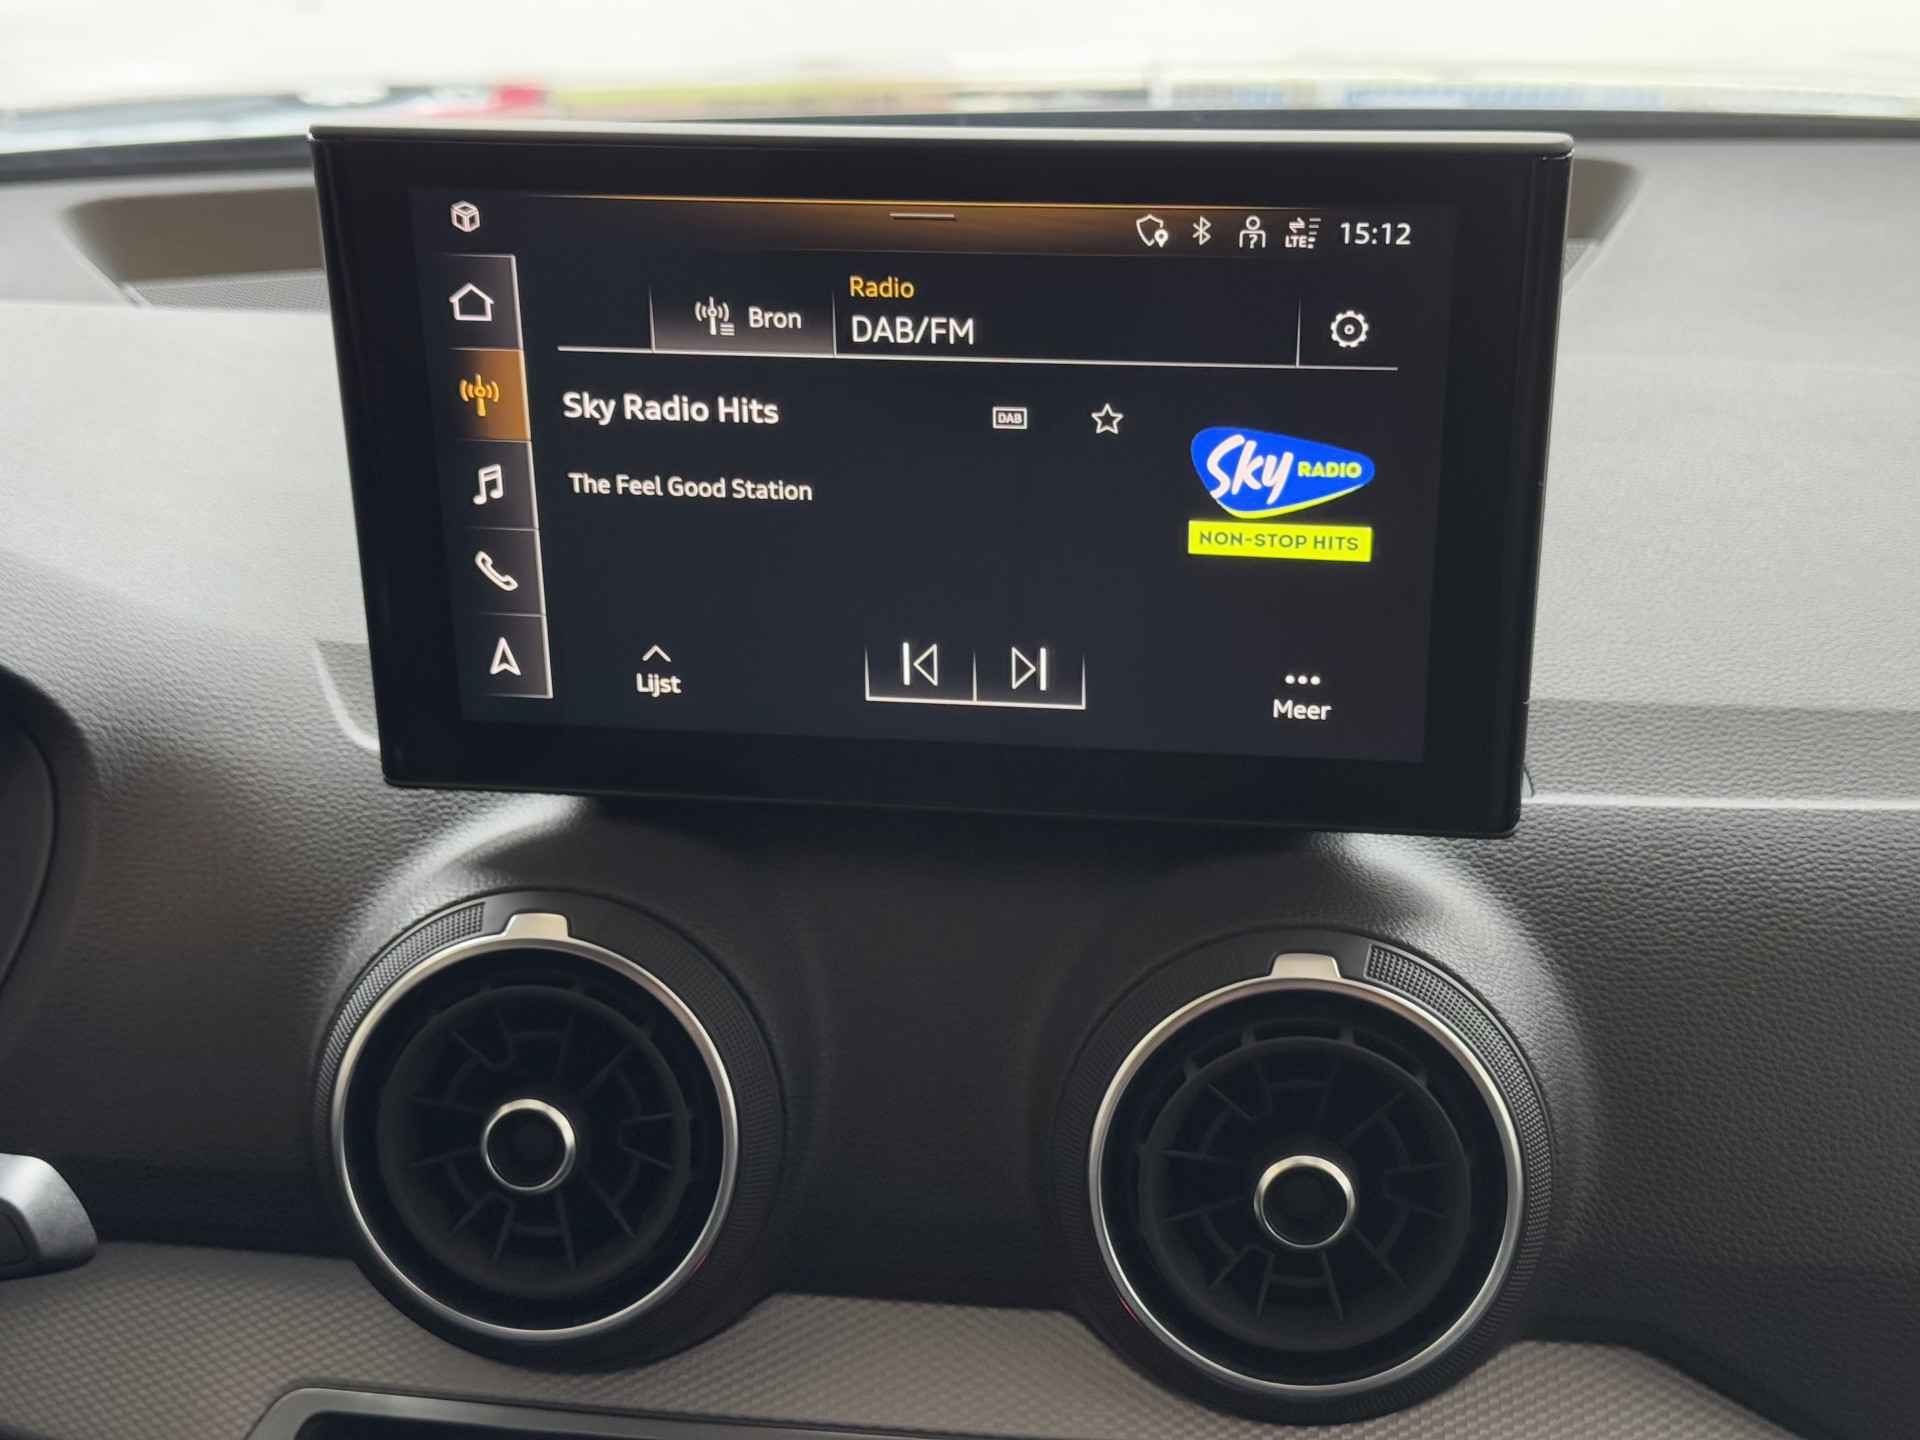 LTE 15:12
Bron
Radio
DAB/FM
Sky Radio Hits
DAB
The Feel Good Station
Sky RADIO
NON-STOP HITS
Lijst
Meer